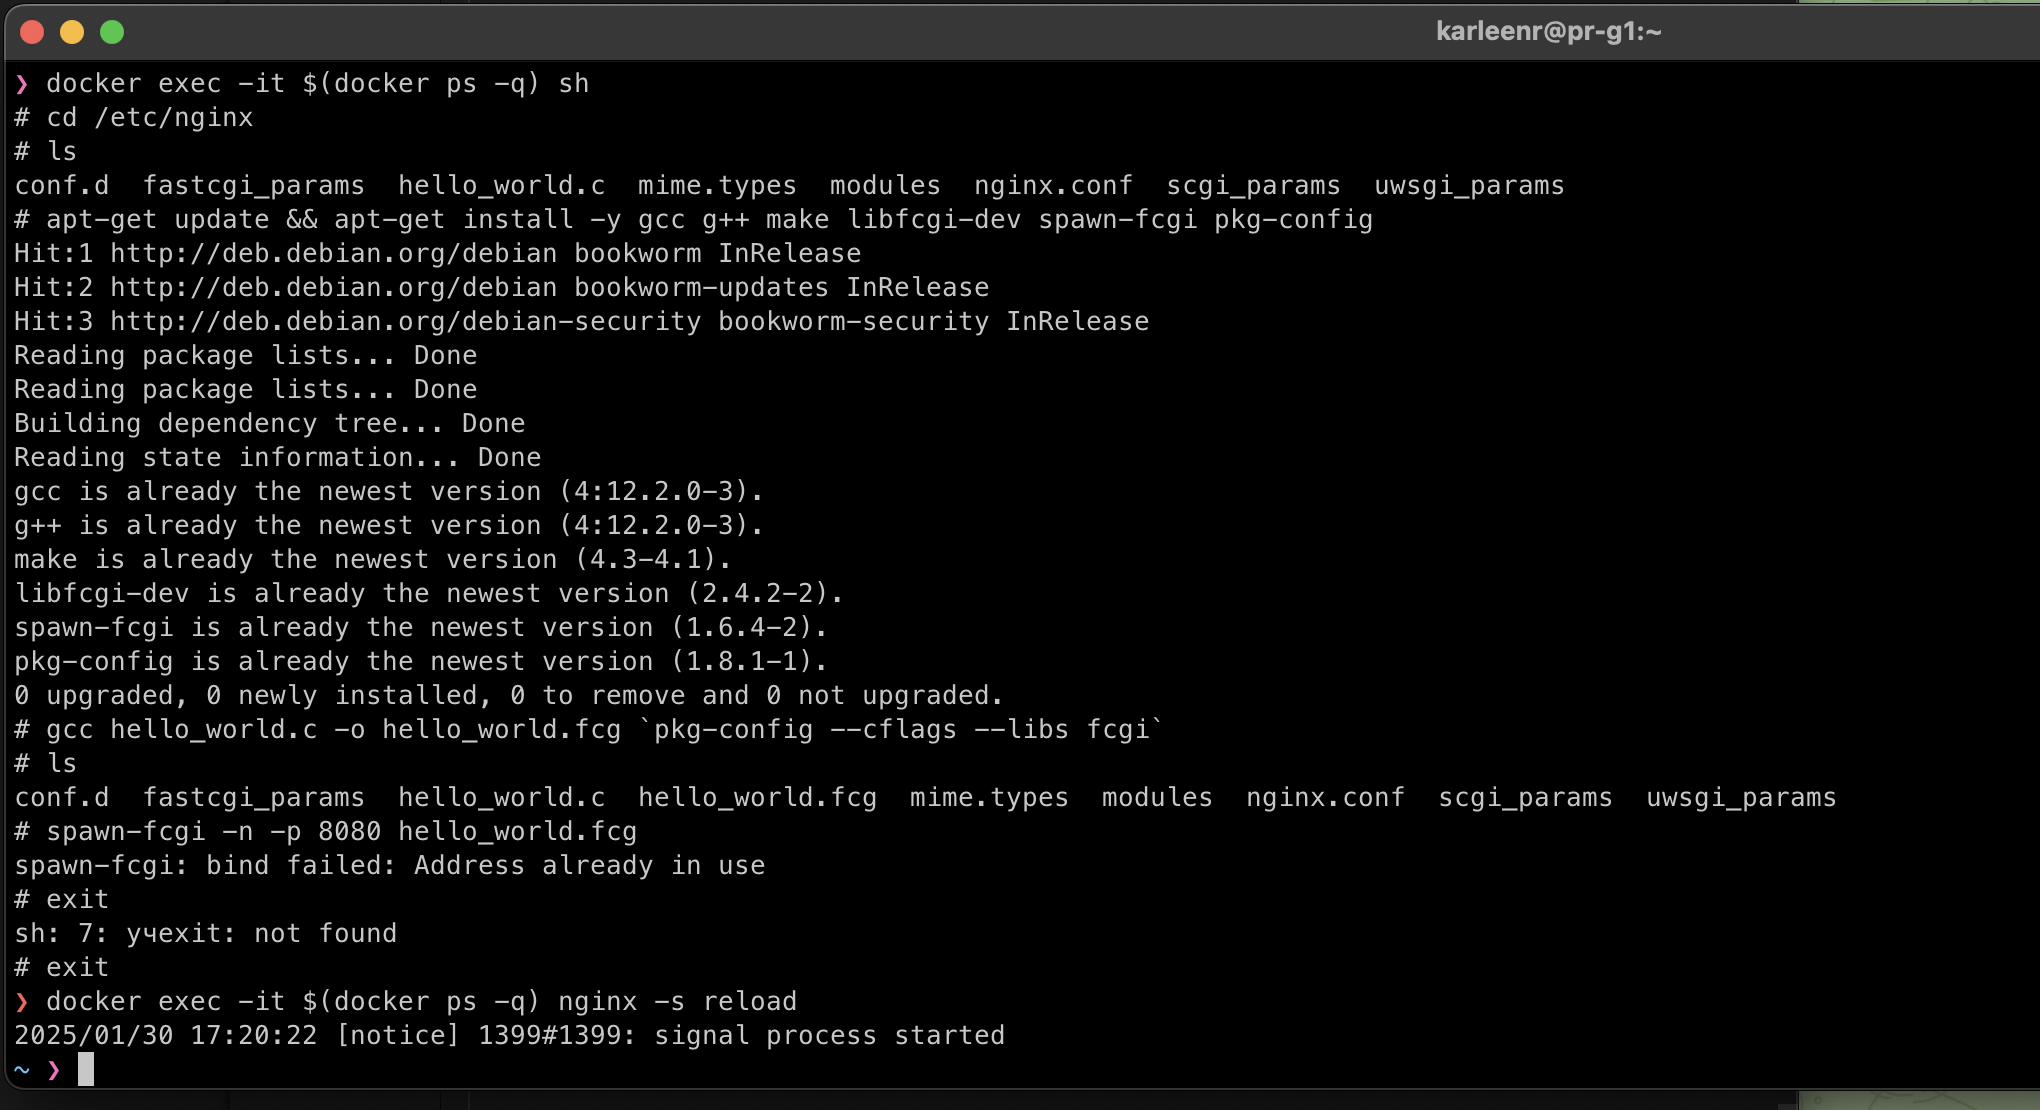 karleenr@pr-g1:~
❯ docker exec -it $(docker ps -q) sh
# cd /etc/nginx
# ls
conf.d  fastcgi_params  hello_world.c  mime.types  modules  nginx.conf  scgi_params  uwsgi_params
# apt-get update && apt-get install -y gcc g++ make libfcgi-dev spawn-fcgi pkg-config
Hit:1 http://deb.debian.org/debian bookworm InRelease
Hit:2 http://deb.debian.org/debian bookworm-updates InRelease
Hit:3 http://deb.debian.org/debian-security bookworm-security InRelease
Reading package lists... Done
Reading package lists... Done
Building dependency tree... Done
Reading state information... Done
gcc is already the newest version (4:12.2.0-3).
g++ is already the newest version (4:12.2.0-3).
make is already the newest version (4.3-4.1).
libfcgi-dev is already the newest version (2.4.2-2).
spawn-fcgi is already the newest version (1.6.4-2).
pkg-config is already the newest version (1.8.1-1).
0 upgraded, 0 newly installed, 0 to remove and 0 not upgraded.
# gcc hello_world.c -o hello_world.fcg `pkg-config --cflags --libs fcgi`
# ls
conf.d  fastcgi_params  hello_world.c  hello_world.fcg  mime.types  modules  nginx.conf  scgi_params  uwsgi_params
# spawn-fcgi -n -p 8080 hello_world.fcg
spawn-fcgi: bind failed: Address already in use
# exit
sh: 7: учexit: not found
# exit
❯ docker exec -it $(docker ps -q) nginx -s reload
2025/01/30 17:20:22 [notice] 1399#1399: signal process started
~ ❯